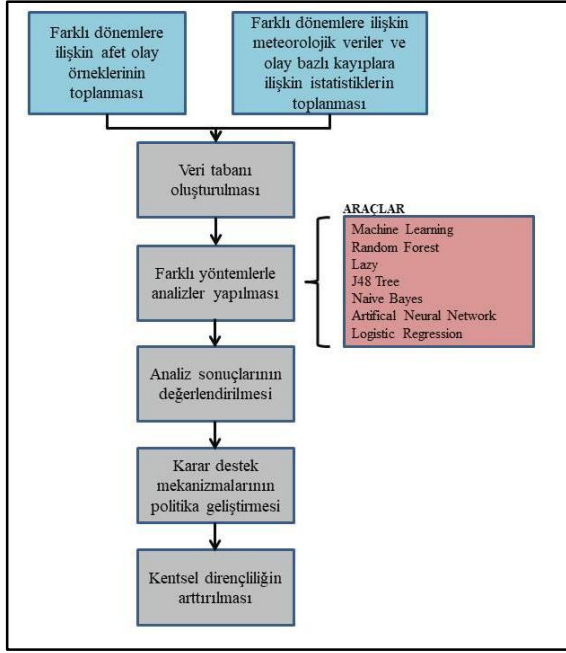 Farklı dönemlere
ilişkin afet olay
örneklerinin
toplanması
Farklı dönemlere ilişkin
meteorolojik veriler ve
olay bazlı kayıplara
ilişkin istatistiklerin
toplanması
Veri tabanı
oluşturulması
Farklı yöntemlerle
analizler yapılması
ARAÇLAR
Machine Learning
Random Forest
Lazy
J48 Tree
Naive Bayes
Artifical Neural Network
Logistic Regression
Analiz sonuçlarının
değerlendirilmesi
Karar destek
mekanizmalarının
politika geliştirmesi
Kentsel dirençliliğin
arttırılması